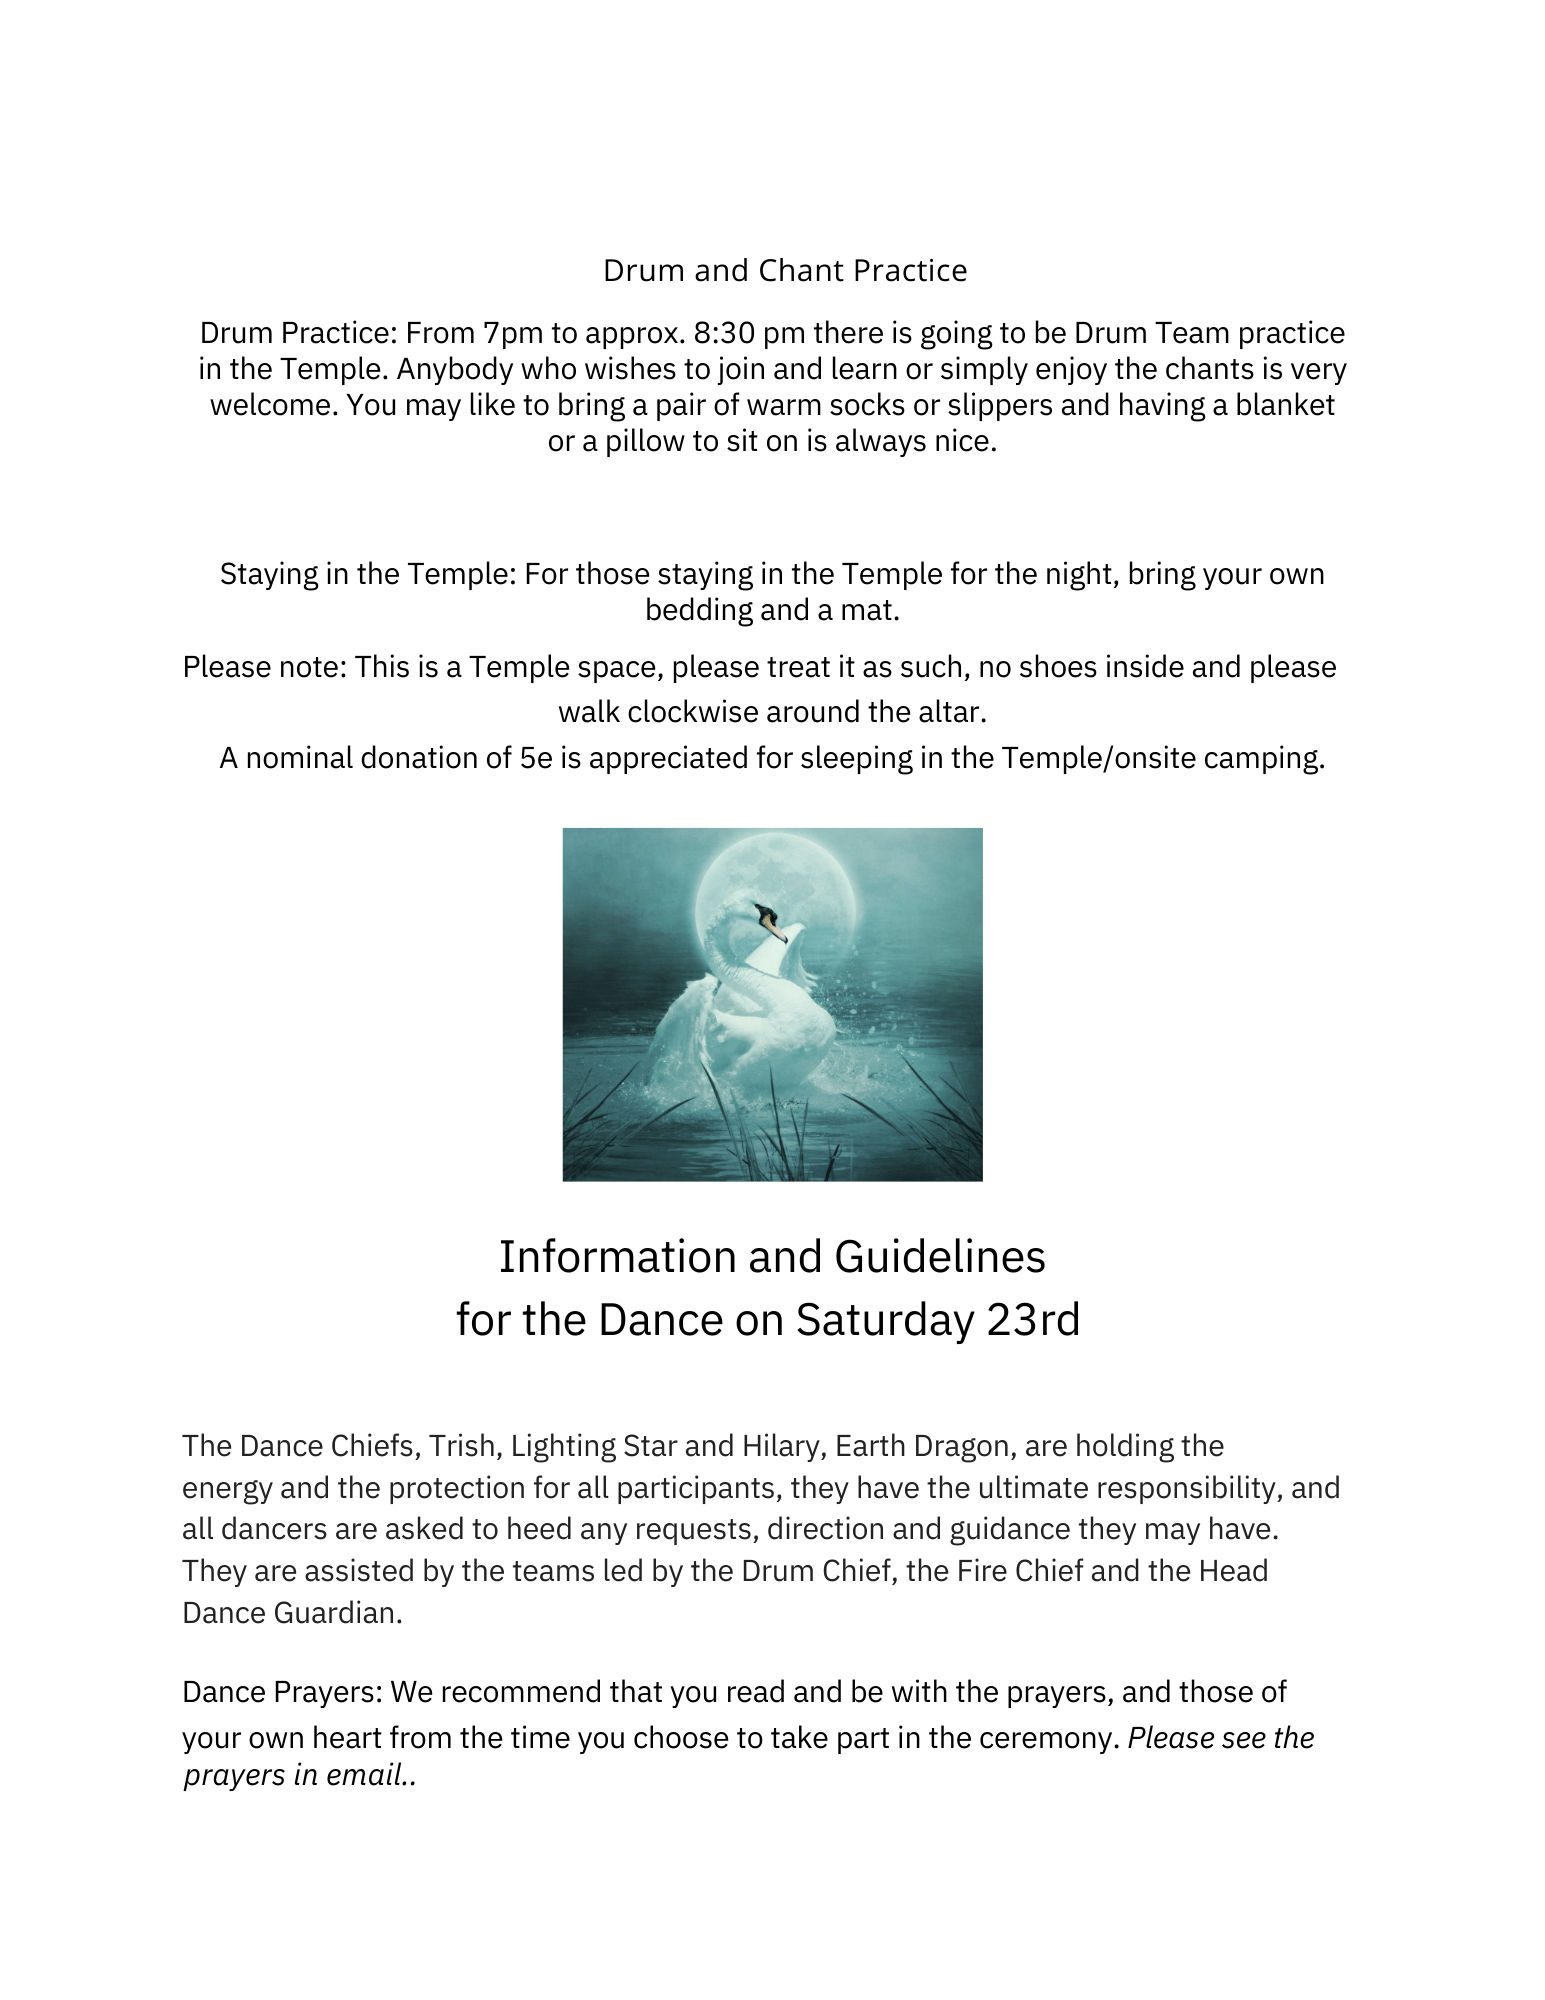 Drum and Chant Practice
Drum Practice: From 7pm to approx. 8:30 pm there is going to be Drum Team practice
in the Temple. Anybody who wishes to join and learn or simply enjoy the chants is very
welcome. You may like to bring a pair of warm socks or slippers and having a blanket
or a pillow to sit on is always nice.
Staying in the Temple: For those staying in the Temple for the night, bring your own
bedding and a mat.
Please note: This is a Temple space, please treat it as such, no shoes inside and please
walk clockwise around the altar.
A nominal donation of 5e is appreciated for sleeping in the Temple/onsite camping.
Information and Guidelines
for the Dance on Saturday 23rd
The Dance Chiefs, Trish, Lighting Star and Hilary, Earth Dragon, are holding the
energy and the protection for all participants, they have the ultimate responsibility, and
all dancers are asked to heed any requests, direction and guidance they may have.
They are assisted by the teams led by the Drum Chief, the Fire Chief and the Head
Dance Guardian.
Dance Prayers: We recommend that you read and be with the prayers, and those of
your own heart from the time you choose to take part in the ceremony. Please see the
prayers in email..